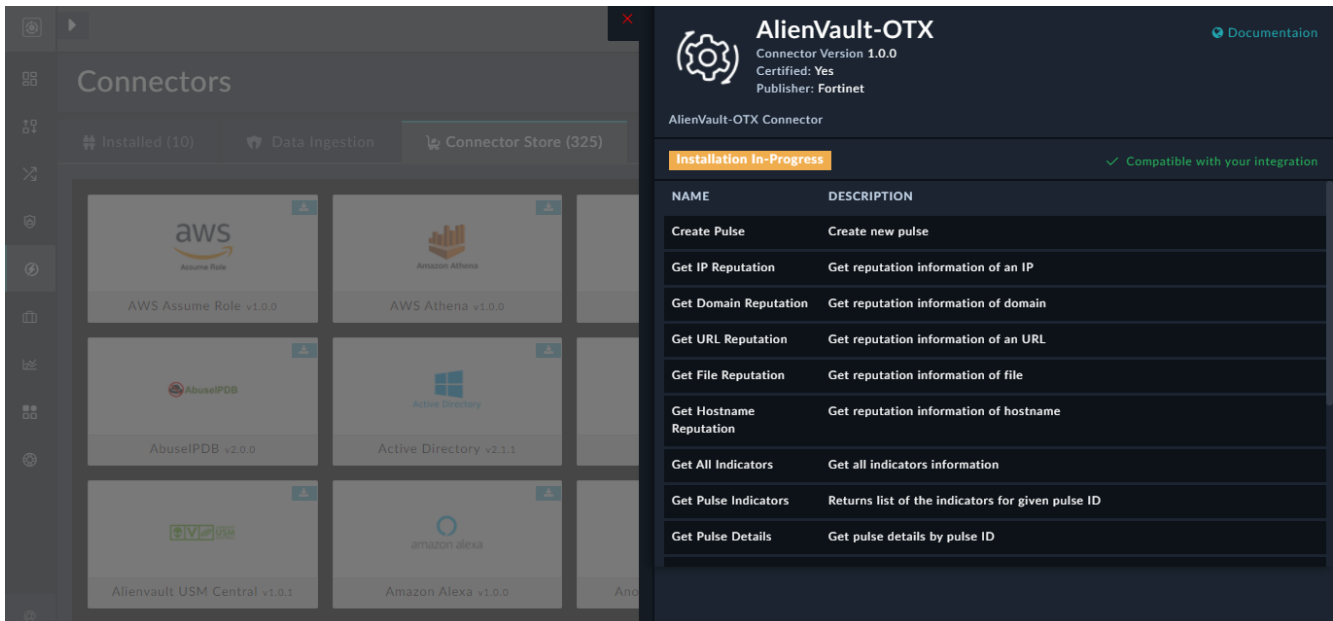 Connectors
Installed (10)
Data Ingestion
Connector Store (325)
aws
Assume Role
AWS Assume Role v1.0.0
Amazon Athena
AWS Athena v1.0.0
AbuseIPDB
AbuseIPDB v2.0.0
Active Directory
Active Directory v2.1.1
USM
Alienvault USM Central v1.0.1
amazon alexa
Amazon Alexa v1.0.0
Ano
AlienVault-OTX
Documentaion
Connector Version 1.0.0
Certified: Yes
Publisher: Fortinet
AlienVault-OTX Connector
Installation In-Progress
Compatible with your integration
NAME DESCRIPTION
Create Pulse Create new pulse
Get IP Reputation Get reputation information of an IP
Get Domain Reputation Get reputation information of domain
Get URL Reputation Get reputation information of an URL
Get File Reputation Get reputation information of file
Get Hostname Get reputation information of hostname
Reputation
Get All Indicators Get all indicators information
Get Pulse Indicators Returns list of the indicators for given pulse ID
Get Pulse Details Get pulse details by pulse ID